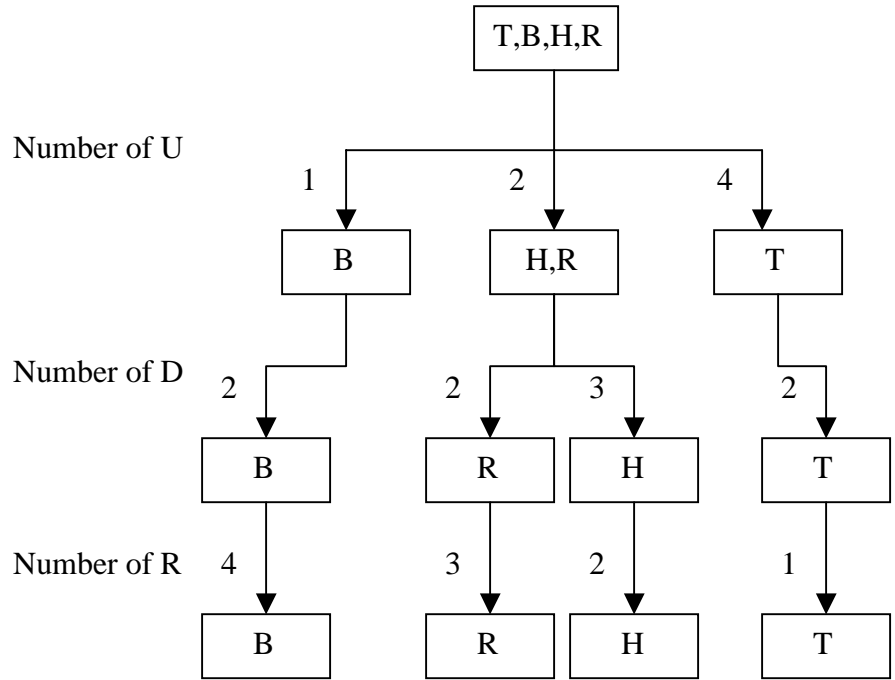 T,B,H,R
Number of U
1 2 4
B H,R T
Number of D
2 2 3 2
B R H T
Number of R 4 3 2 1
B R H T